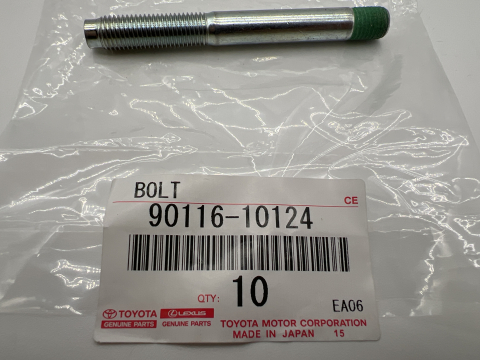 BOLT
CE
90116-10124
QTY: 10
EA06
TOYOTA LEXUS
GENUINE PARTS GENUINE PARTS
TOYOTA MOTOR CORPORATION
MADE IN JAPAN 15